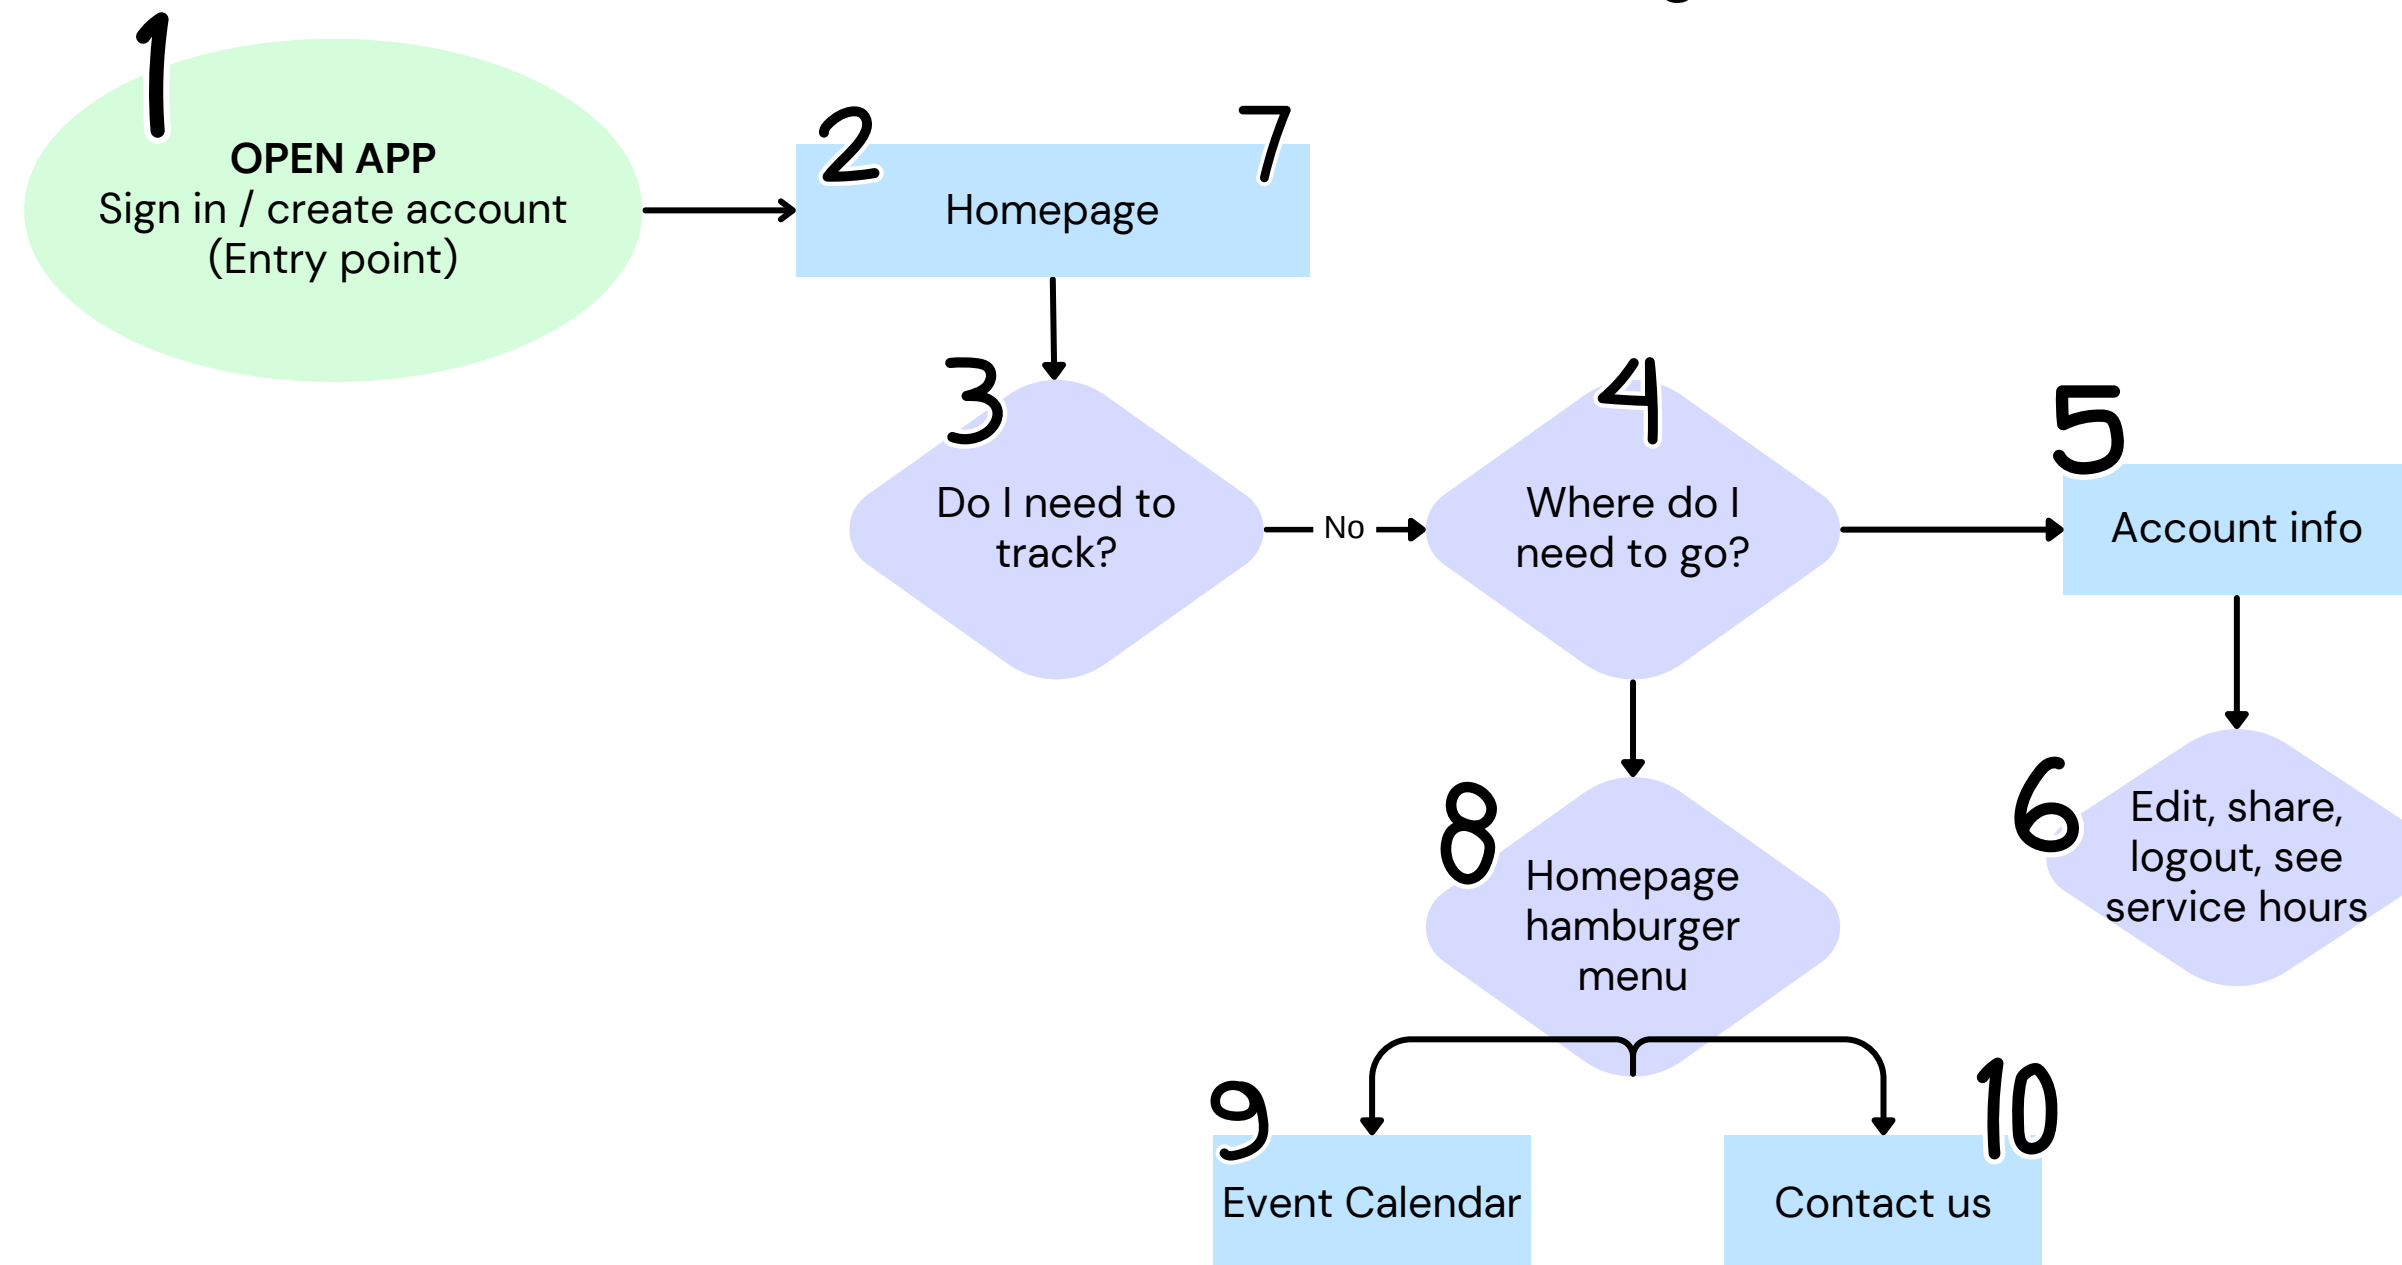 1
OPEN APP
Sign in / create account
(Entry point)
2
7
Homepage
3
Do I need to
track?
No
4
Where do I
need to go?
5
Account info
6
Edit, share,
logout, see
service hours
8
Homepage
hamburger
menu
9
Event Calendar
10
Contact us